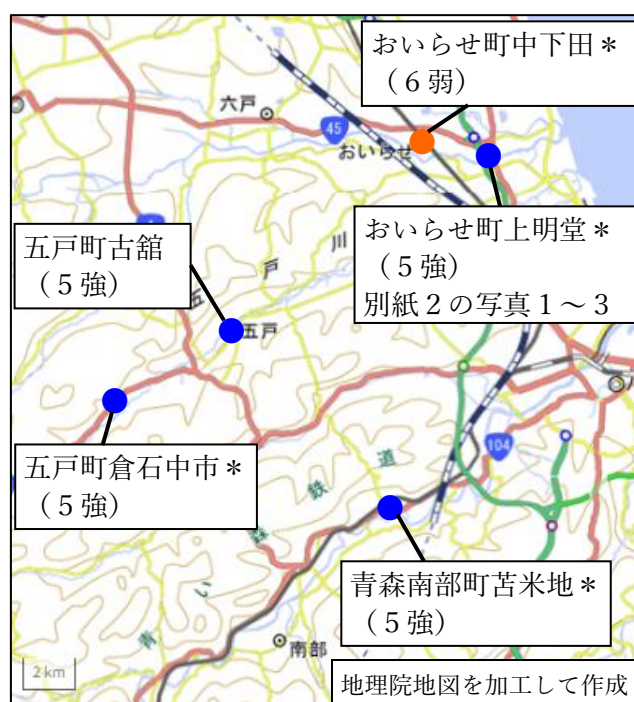 おいらせ町中下田＊
（６弱）
六戸
45
おいらせ
おいらせ町上明堂＊
（５強）
別紙２の写真１～３
五戸町古舘
（５強）
五戸川
五戸
五戸町倉石中市＊
（５強）
104
青い森鉄道
青森南部町苫米地＊
（５強）
南部
2 km
地理院地図を加工して作成